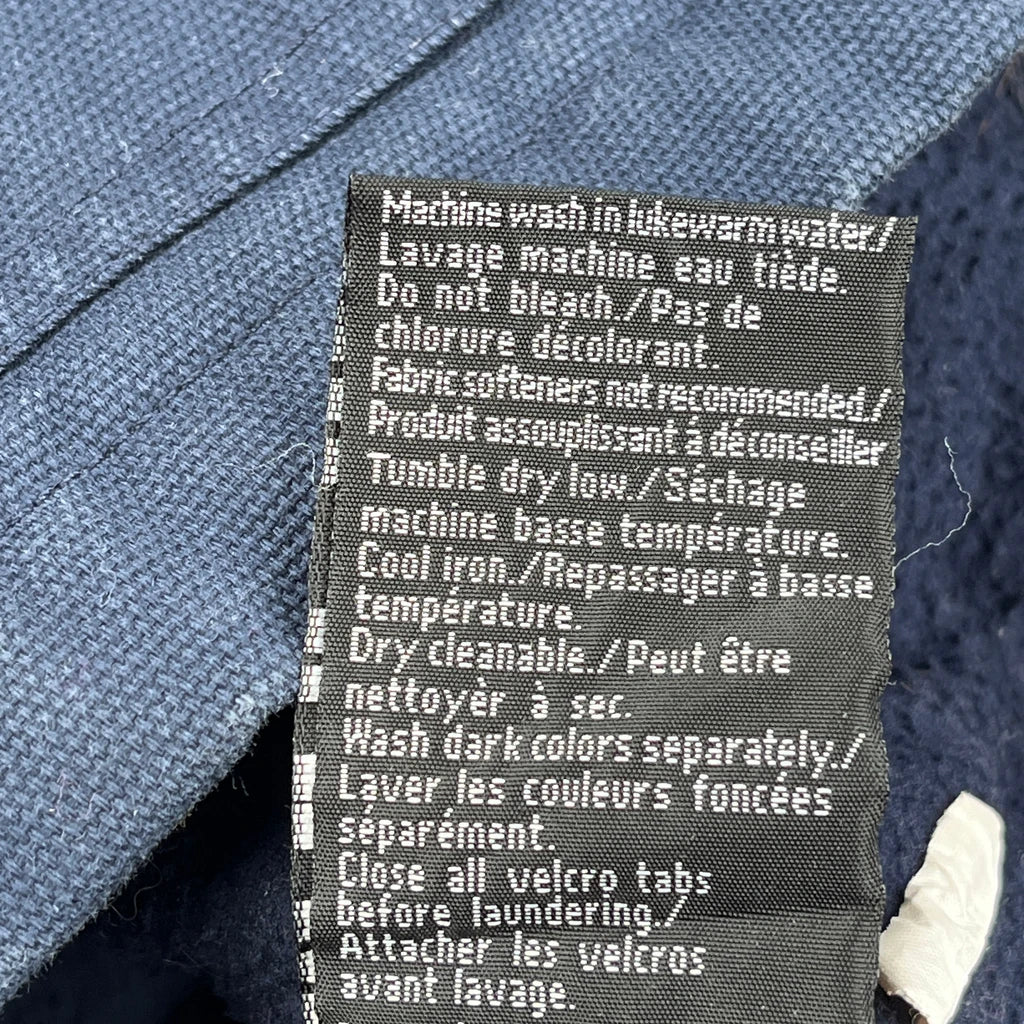 Machine wash in lukewarm water./
Lavage machine eau tiède.
Do not bleach./Pas de
chlorure décolorant.
Fabric softeners not recommended./
Produit assouplissant à déconseiller
Tumble dry low./Séchage
machine basse température.
Cool iron./Repassager à basse
température.
Dry cleanable./Peut être
nettoyèr à sec.
Wash dark colors separately./
Laver les couleurs foncées
séparément.
Close all velcro tabs
before laundering./
Attacher les velcros
avant lavage.